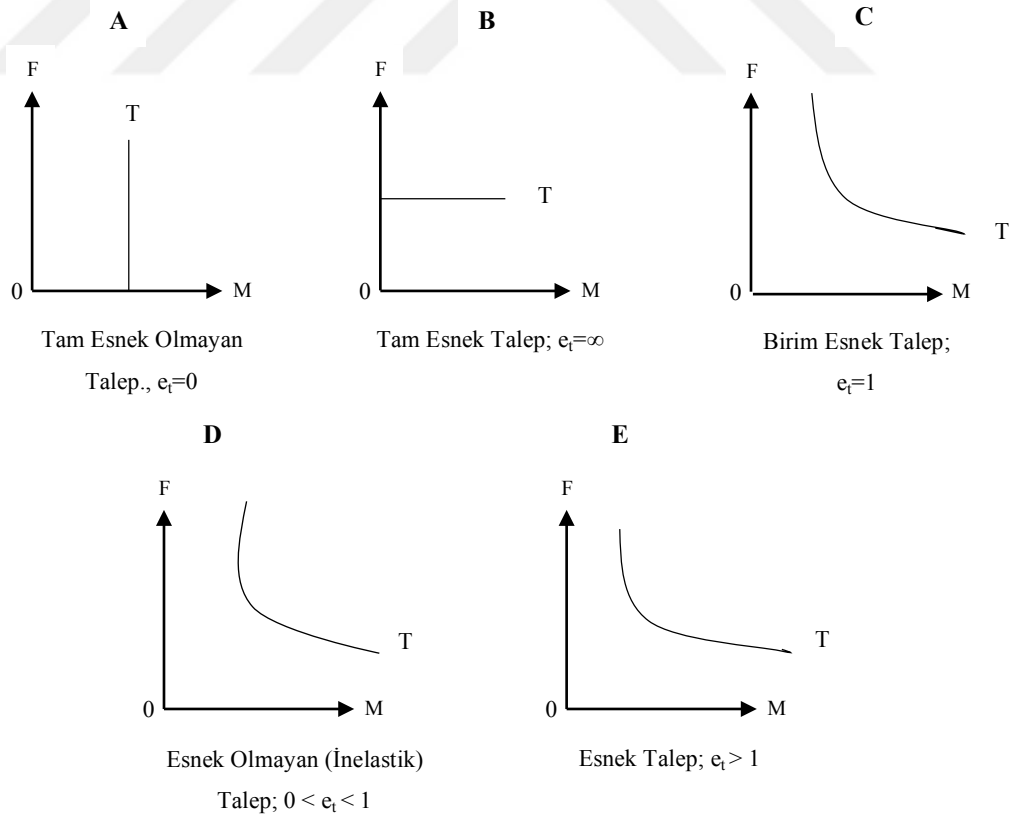 A
B
C
F
T
0
M
F
T
0
M
F
T
0
M
Tam Esnek Olmayan
Talep., eₜ=0
Tam Esnek Talep; eₜ=∞
Birim Esnek Talep;
eₜ=1
D
E
F
T
0
M
F
T
0
M
Esnek Olmayan (İnelastik)
Talep; 0 < eₜ < 1
Esnek Talep; eₜ > 1